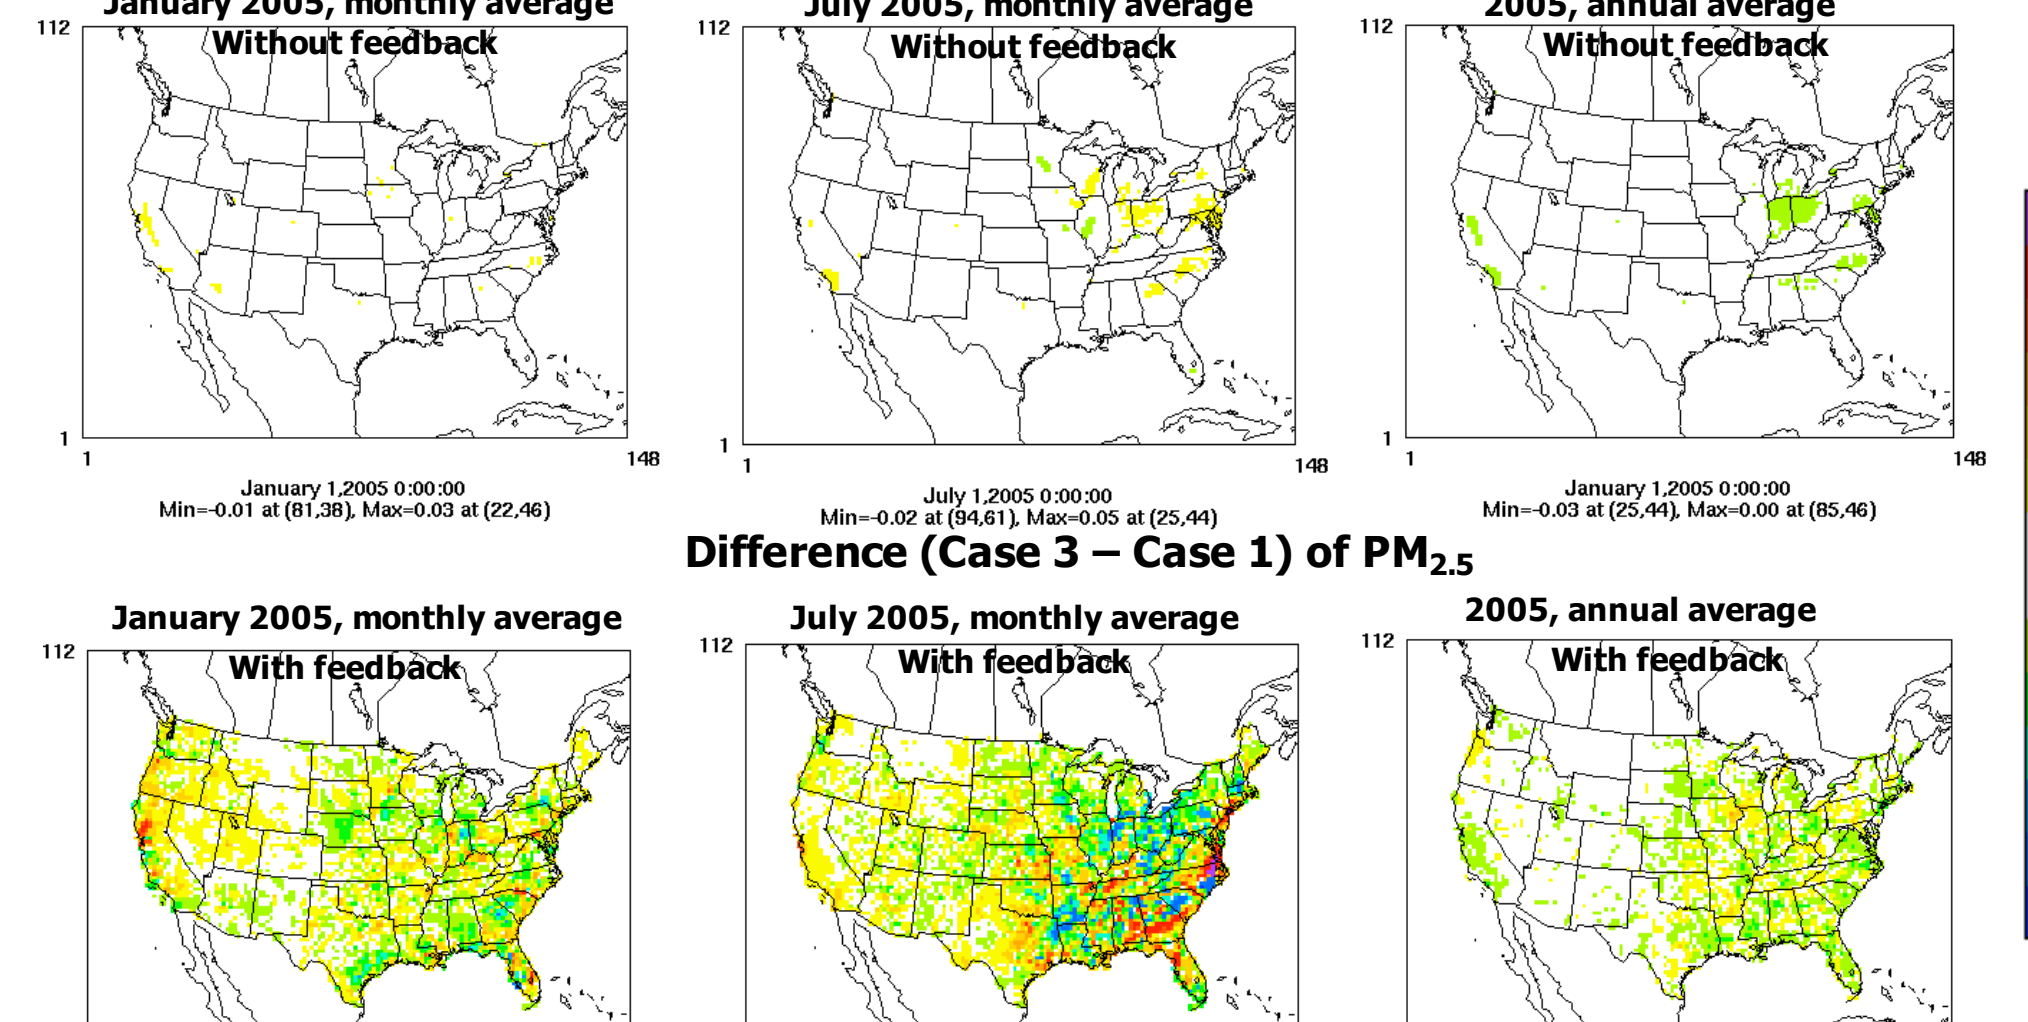 January 2005, monthly average
Without feedback
July 2005, monthly average
Without feedback
2005, annual average
Without feedback
112
1
1
148
January 1,2005 0:00:00
Min=-0.01 at (81,38), Max=0.03 at (22,46)
112
1
1
148
July 1,2005 0:00:00
Min=-0.02 at (94,61), Max=0.05 at (25,44)
112
1
1
148
January 1,2005 0:00:00
Min=-0.03 at (25,44), Max=0.00 at (85,46)
Difference (Case 3 – Case 1) of PM2.5
January 2005, monthly average
With feedback
112
July 2005, monthly average
With feedback
112
2005, annual average
With feedback
112